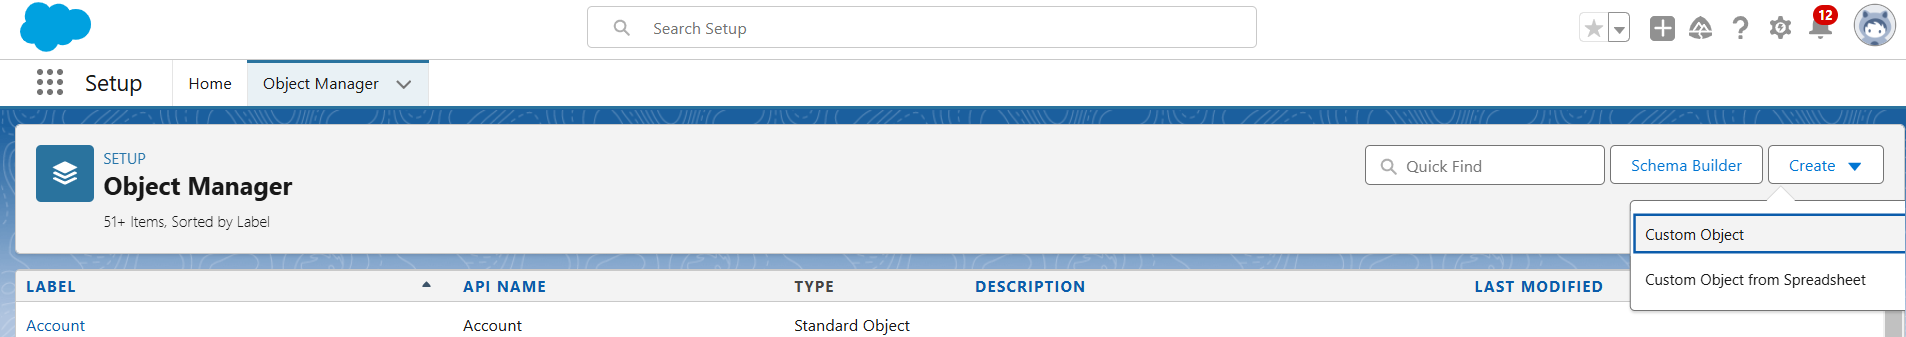 Search Setup
12
Setup
Home
Object Manager
SETUP
Object Manager
51+ Items, Sorted by Label
Quick Find
Schema Builder
Create
Custom Object
Custom Object from Spreadsheet
LABEL API NAME TYPE DESCRIPTION LAST MODIFIED
Account Account Standard Object